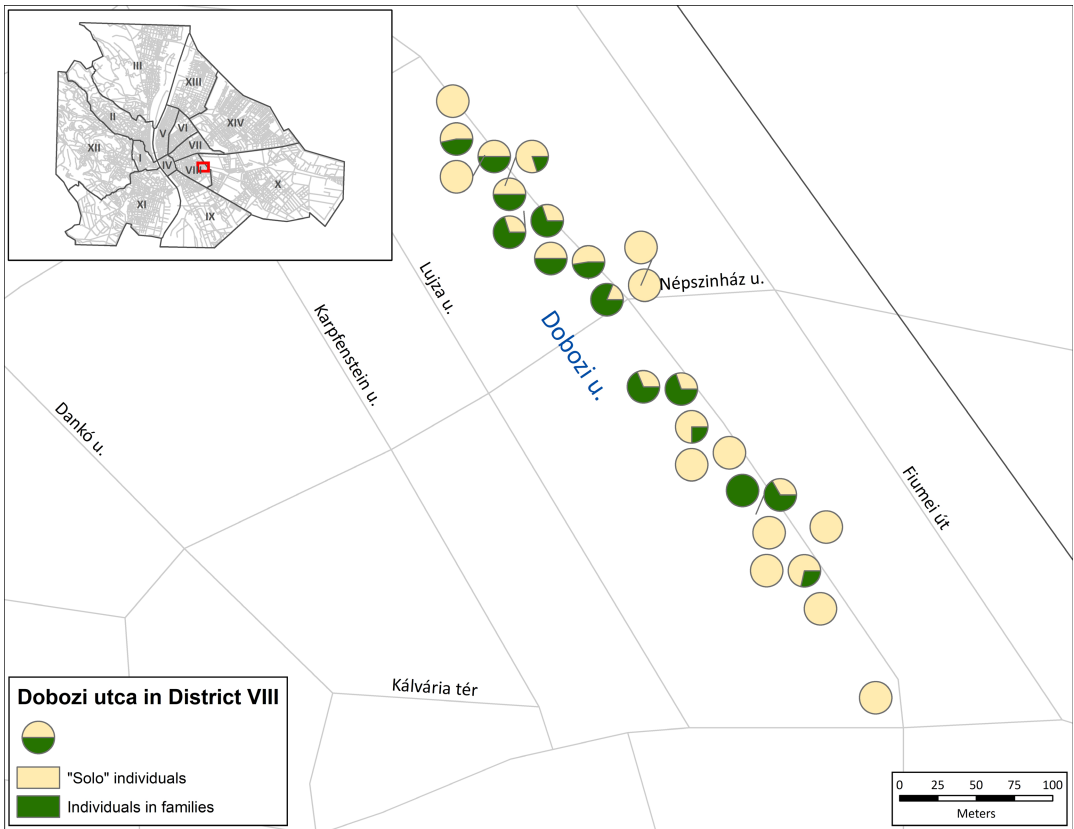 III
XIII
II
VI
XIV
V
XII
VII
I
IV
VIII
X
XI
IX
Népszinház u.
Lujza u.
Karpfenstein u.
Dobozi u.
Dankó u.
Fiumei út
Kálvária tér
Dobozi utca in District VIII
"Solo" individuals
Individuals in families
0 25 50 75 100
Meters